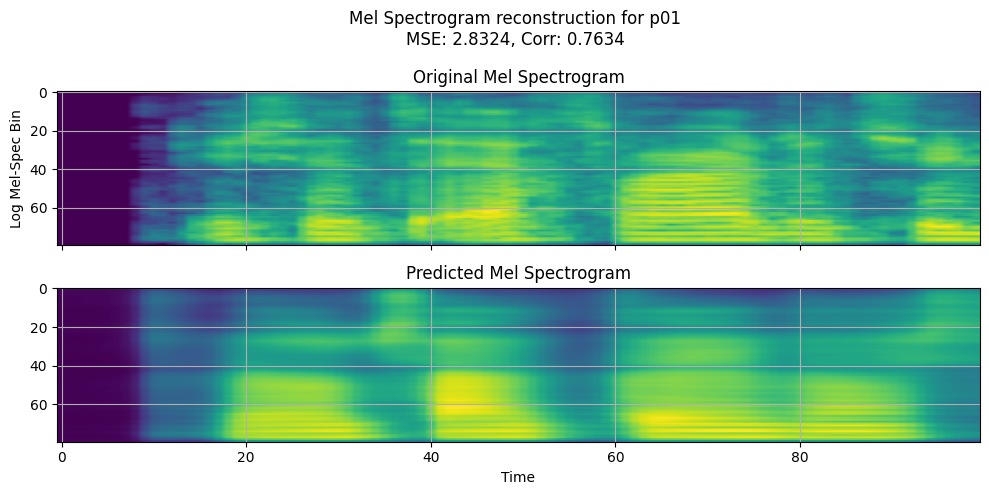 Mel Spectrogram reconstruction for p01
MSE: 2.8324, Corr: 0.7634
Original Mel Spectrogram
Log Mel-Spec Bin
0
20
40
60
Predicted Mel Spectrogram
0
20
40
60
0 20 40 60 80
Time